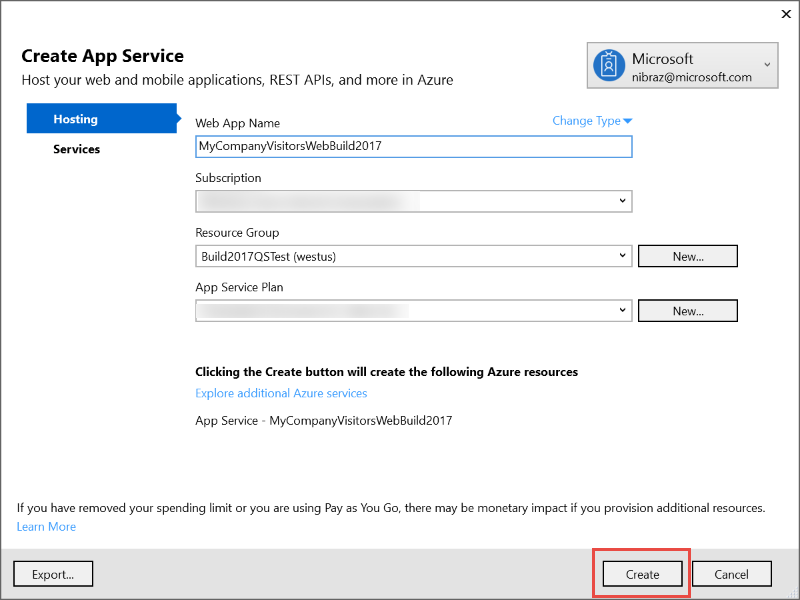 Create App Service
Host your web and mobile applications, REST APIs, and more in Azure
Microsoft
nibraz@microsoft.com
Hosting
Services
Web App Name
Change Type
MyCompanyVisitorsWebBuild2017
Subscription
Resource Group
Build2017QSTest (westus)
New...
App Service Plan
New...
Clicking the Create button will create the following Azure resources
Explore additional Azure services
App Service - MyCompanyVisitorsWebBuild2017
If you have removed your spending limit or you are using Pay as You Go, there may be monetary impact if you provision additional resources.
Learn More
Export...
Create
Cancel